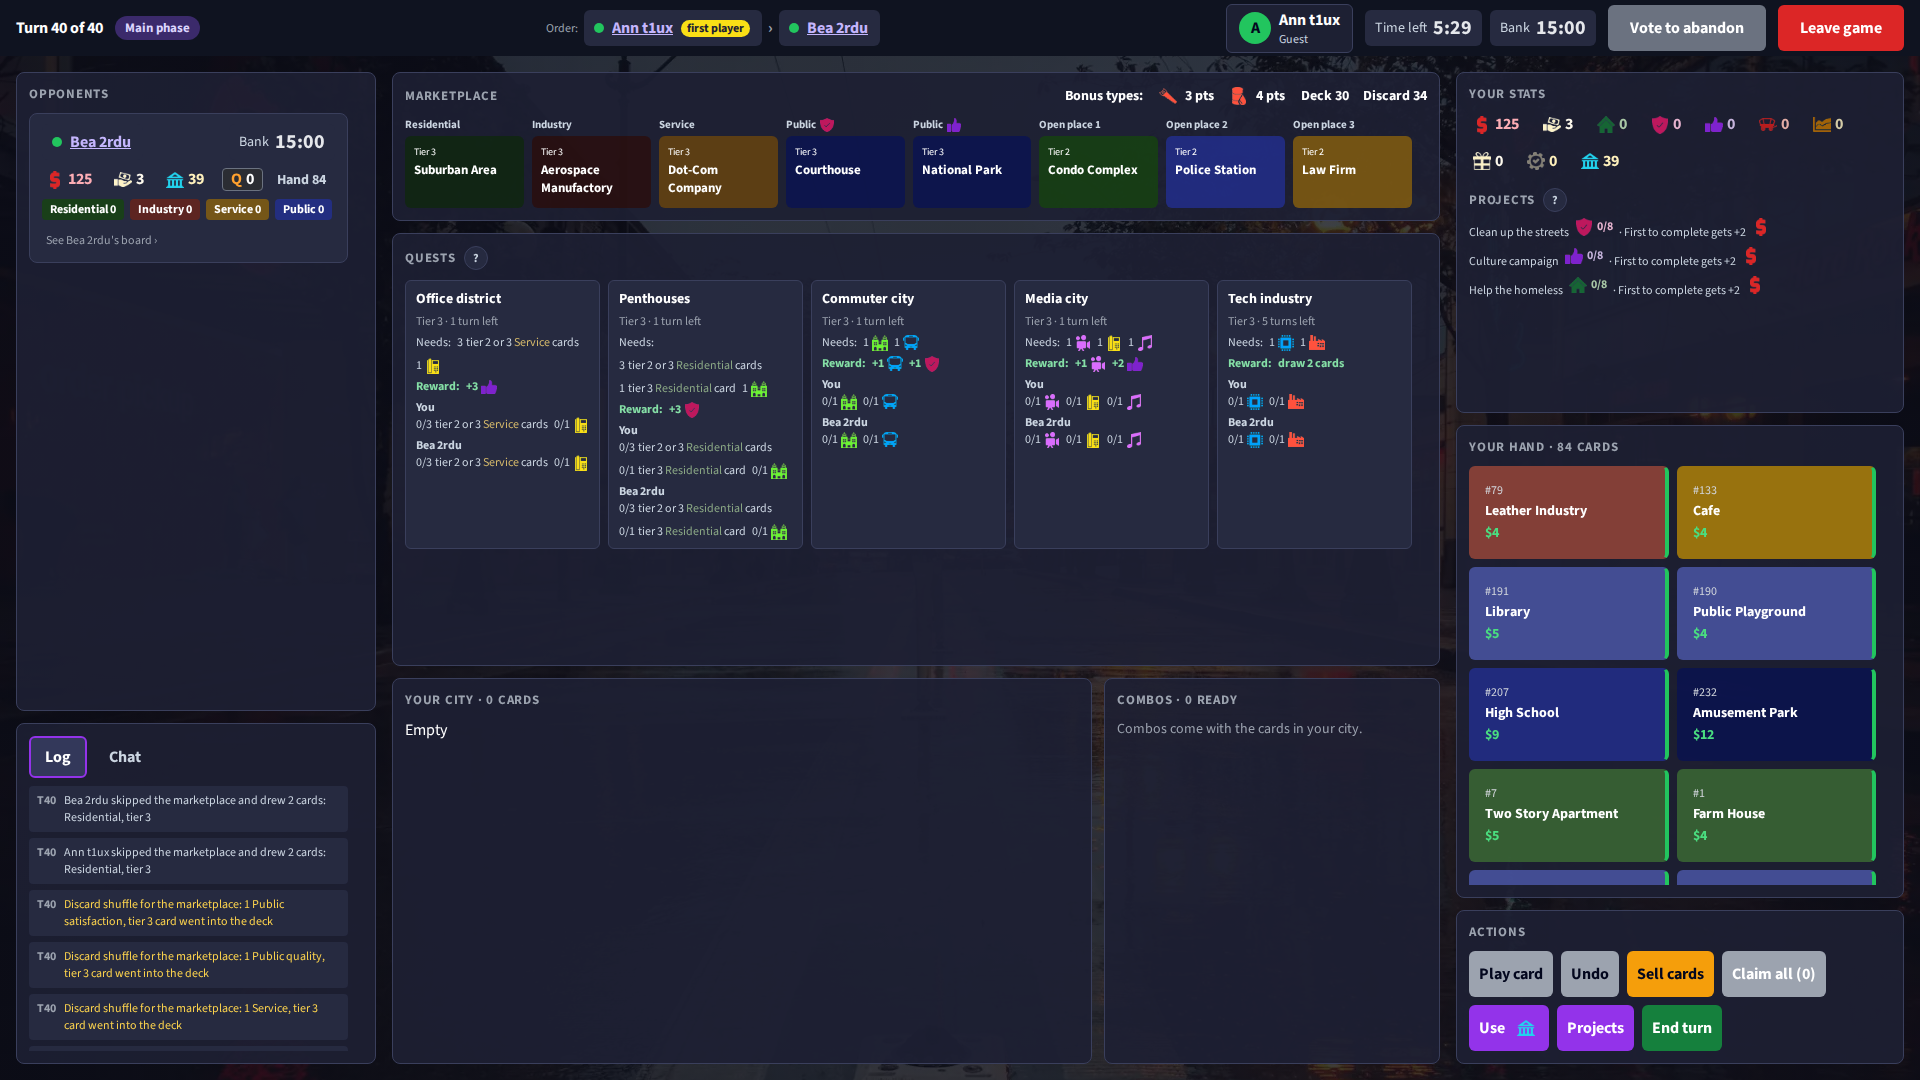 Turn 40 of 40 Main phase
Order: Ann t1ux first player › Bea 2rdu
A Ann t1ux Guest
Time left 5:29 Bank 15:00 Vote to abandon Leave game
OPPONENTS
Bea 2rdu Bank 15:00
125 3 39 Q 0 Hand 84
Residential 0 Industry 0 Service 0 Public 0
See Bea 2rdu's board ›
Log Chat
T40 Bea 2rdu skipped the marketplace and drew 2 cards:
Residential, tier 3
T40 Ann t1ux skipped the marketplace and drew 2 cards:
Residential, tier 3
T40 Discard shuffle for the marketplace: 1 Public
satisfaction, tier 3 card went into the deck
T40 Discard shuffle for the marketplace: 1 Public quality,
tier 3 card went into the deck
T40 Discard shuffle for the marketplace: 1 Service, tier 3
card went into the deck
MARKETPLACE Bonus types: 3 pts 4 pts Deck 30 Discard 34
Residential Industry Service Public Public Open place 1 Open place 2 Open place 3
Tier 3 Tier 3 Tier 3 Tier 3 Tier 3 Tier 2 Tier 2 Tier 2
Suburban Area Aerospace Dot-Com Courthouse National Park Condo Complex Police Station Law Firm
Manufactory Company
QUESTS ?
Office district
Tier 3 · 1 turn left
Needs: 3 tier 2 or 3 Service cards
1
Reward: +3
You
0/3 tier 2 or 3 Service cards 0/1
Bea 2rdu
0/3 tier 2 or 3 Service cards 0/1
Penthouses
Tier 3 · 1 turn left
Needs:
3 tier 2 or 3 Residential cards
1 tier 3 Residential card 1
Reward: +3
You
0/3 tier 2 or 3 Residential cards
0/1 tier 3 Residential card 0/1
Bea 2rdu
0/3 tier 2 or 3 Residential cards
0/1 tier 3 Residential card 0/1
Commuter city
Tier 3 · 1 turn left
Needs: 1 1
Reward: +1 +1
You
0/1 0/1
Bea 2rdu
0/1 0/1
Media city
Tier 3 · 1 turn left
Needs: 1 1 1
Reward: +1 +2
You
0/1 0/1 0/1
Bea 2rdu
0/1 0/1 0/1
Tech industry
Tier 3 · 5 turns left
Needs: 1 1
Reward: draw 2 cards
You
0/1 0/1
Bea 2rdu
0/1 0/1
YOUR CITY · 0 CARDS
Empty
COMBOS · 0 READY
Combos come with the cards in your city.
YOUR STATS
125 3 0 0 0 0 0
0 0 39
PROJECTS ?
Clean up the streets 0/8 · First to complete gets +2
Culture campaign 0/8 · First to complete gets +2
Help the homeless 0/8 · First to complete gets +2
YOUR HAND · 84 CARDS
#79 #133
Leather Industry Cafe
$4 $4
#191 #190
Library Public Playground
$5 $4
#207 #232
High School Amusement Park
$9 $12
#7 #1
Two Story Apartment Farm House
$5 $4
ACTIONS
Play card Undo Sell cards Claim all (0)
Use Projects End turn